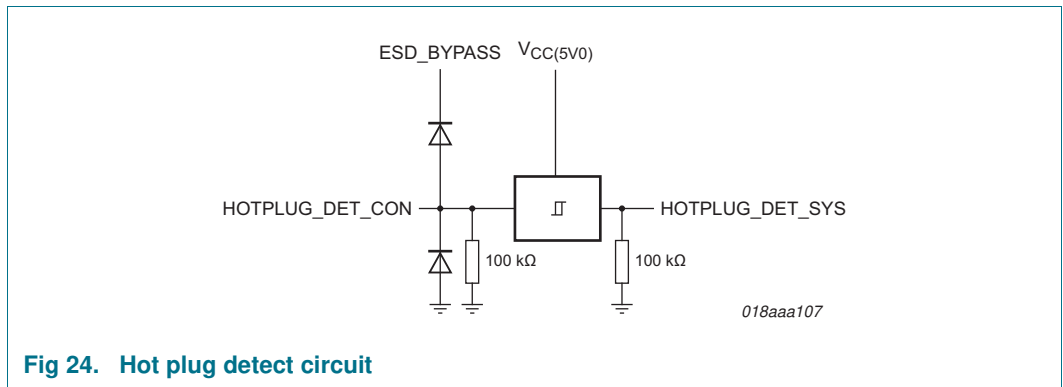 ESD_BYPASS VCC(5V0)
HOTPLUG_DET_CON
HOTPLUG_DET_SYS
100 kΩ
100 kΩ
018aaa107
Fig 24. Hot plug detect circuit